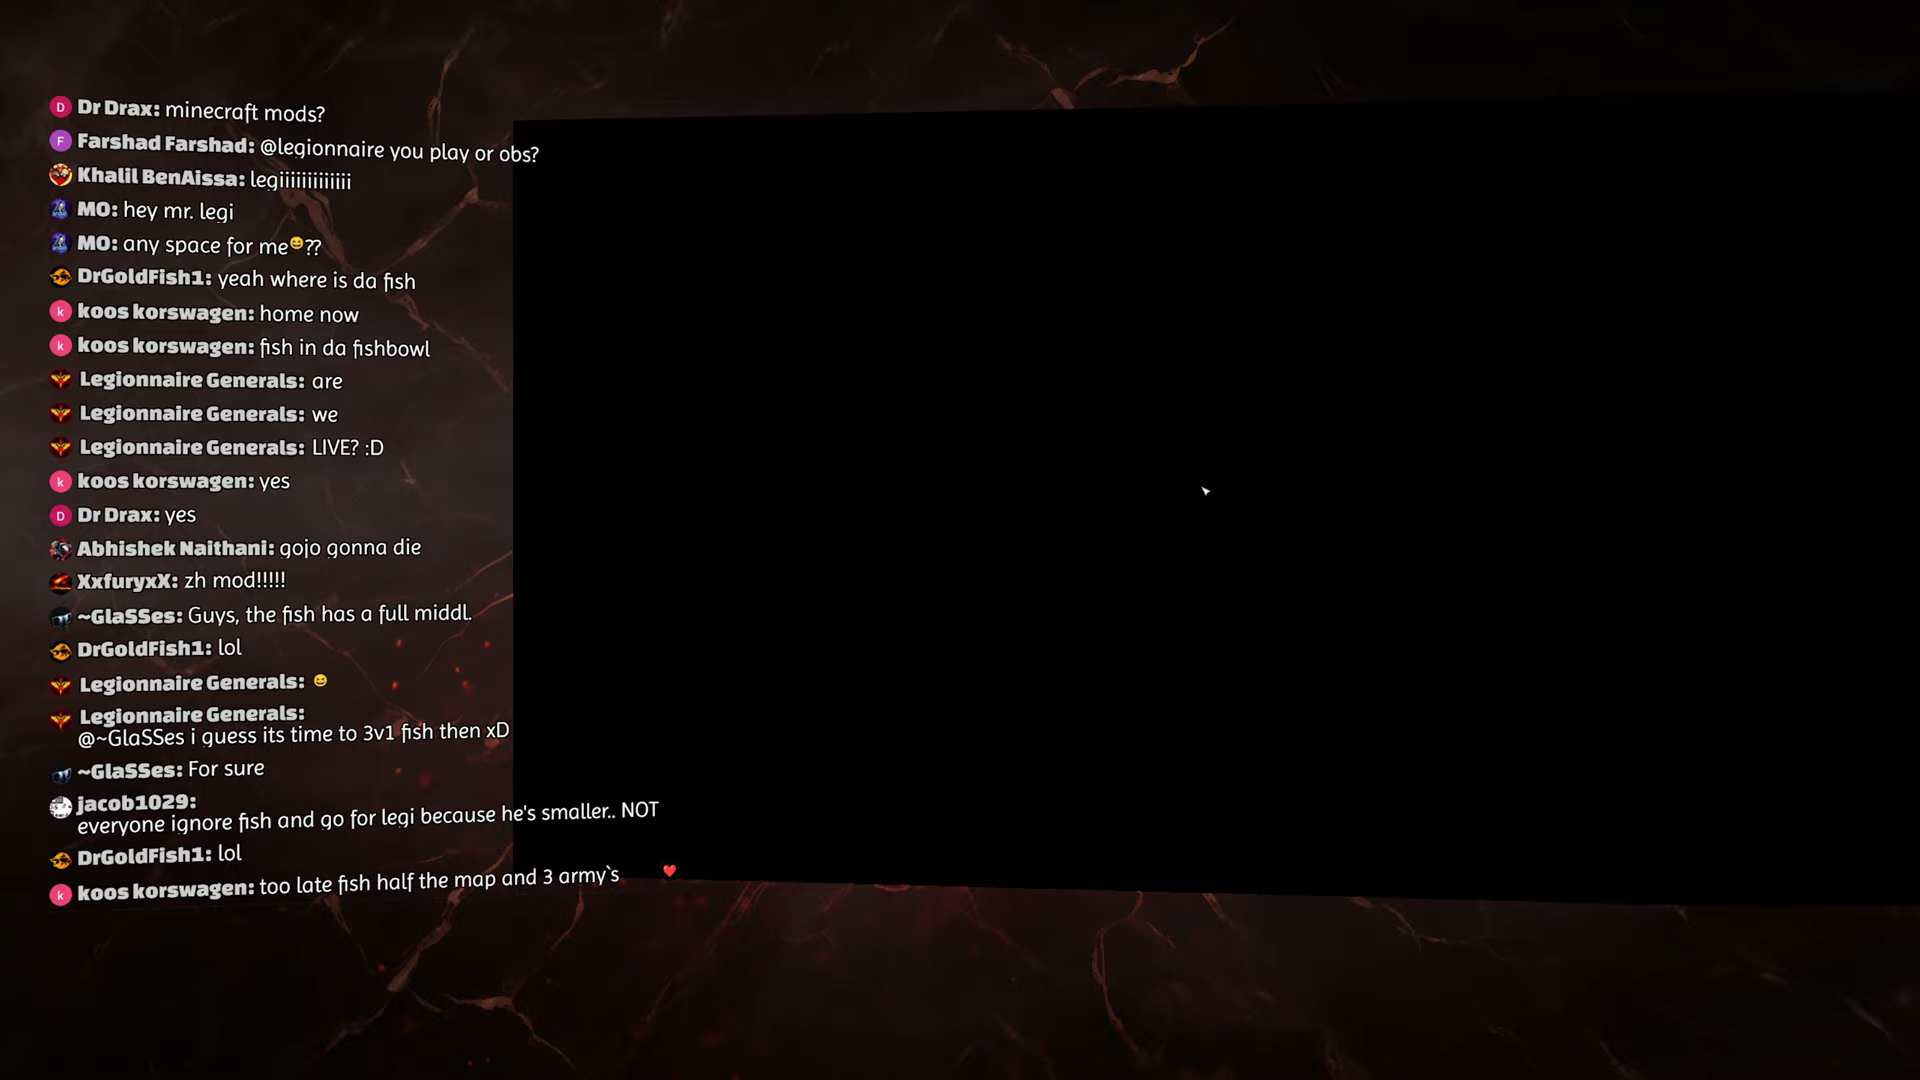 D Dr Drax: minecraft mods?
F Farshad Farshad: @legionnaire you play or obs?
Khalil BenAissa: legiiiiiiiiiiiii
MO: hey mr. legi
MO: any space for me😆??
DrGoldFish1: yeah where is da fish
k koos korswagen: home now
k koos korswagen: fish in da fishbowl
Legionnaire Generals: are
Legionnaire Generals: we
Legionnaire Generals: LIVE? :D
k koos korswagen: yes
D Dr Drax: yes
Abhishek Naithani: gojo gonna die
XxfuryxX: zh mod!!!!!
~GlaSSes: Guys, the fish has a full middl.
DrGoldFish1: lol
Legionnaire Generals: 😆
Legionnaire Generals:
@~GlaSSes i guess its time to 3v1 fish then xD
~GlaSSes: For sure
jacob1029:
everyone ignore fish and go for legi because he's smaller.. NOT
DrGoldFish1: lol
k koos korswagen: too late fish half the map and 3 army`s ❤️